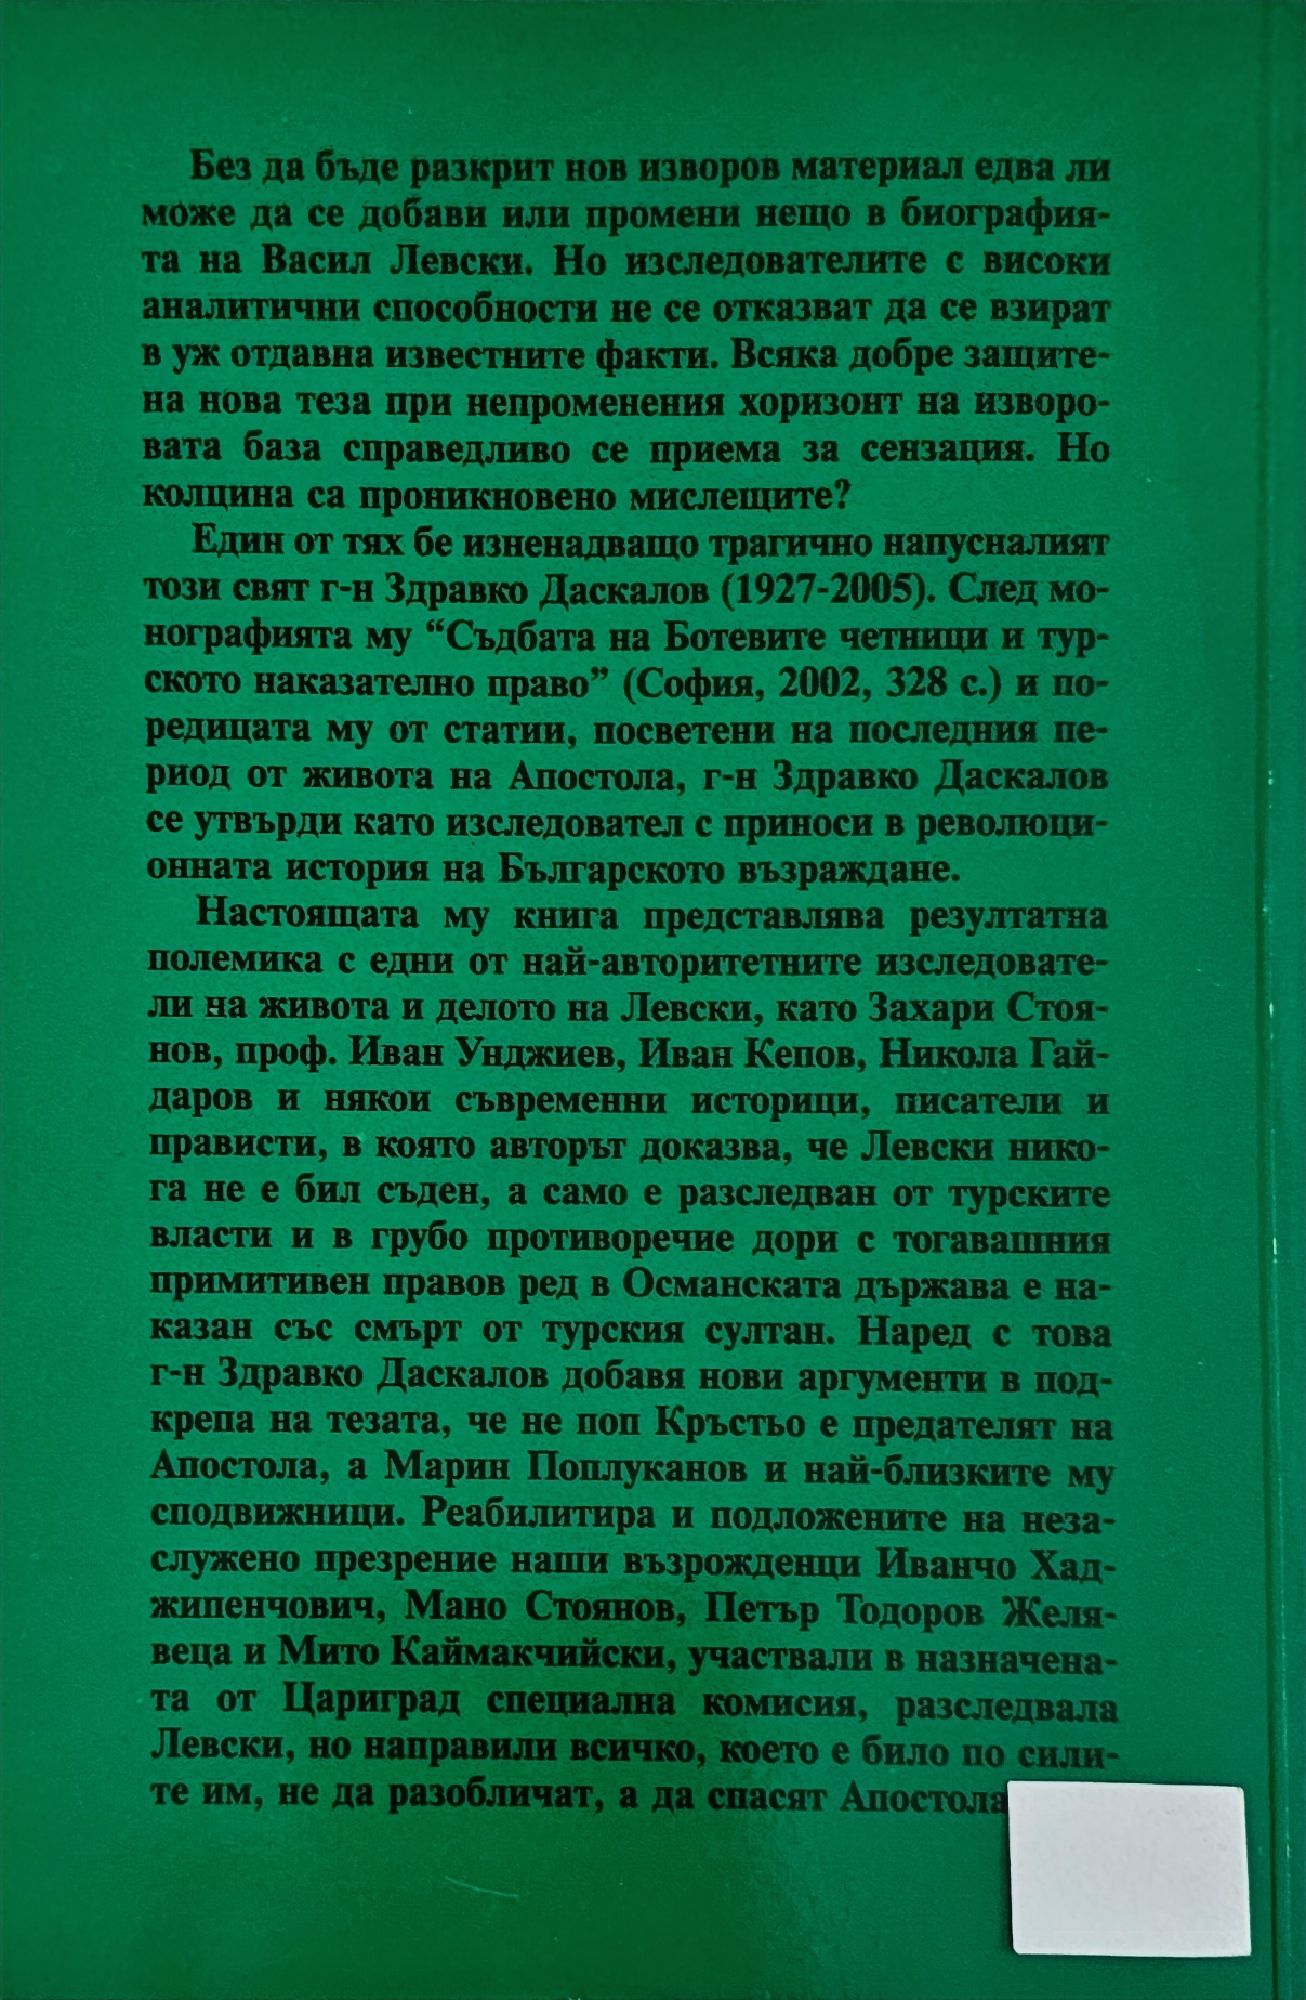 Без да бъде разкрит нов изворов материал едва ли
може да се добави или промени нещо в биография-
та на Васил Левски. Но изследователите с високи
аналитични способности не се отказват да се взират
в уж отдавна известните факти. Всяка добре защите-
на нова теза при непроменения хоризонт на изворо-
вата база справедливо се приема за сензация. Но
колцина са проникновено мислещите?
Един от тях бе изненадващо трагично напусналият
този свят г-н Здравко Даскалов (1927-2005). След мо-
нографията му “Съдбата на Ботевите четници и тур-
ското наказателно право” (София, 2002, 328 с.) и по-
редицата му от статии, посветени на последния пе-
риод от живота на Апостола, г-н Здравко Даскалов
се утвърди като изследовател с приноси в революци-
онната история на Българското възраждане.
Настоящата му книга представлява резултатна
полемика с едни от най-авторитетните изследовате-
ли на живота и делото на Левски, като Захари Стоя-
нов, проф. Иван Унджиев, Иван Кепов, Никола Гай-
даров и някои съвременни историци, писатели и
прависти, в която авторът доказва, че Левски нико-
га не е бил съден, а само е разследван от турските
власти и в грубо противоречие дори с тогавашния
примитивен правов ред в Османската държава е на-
казан със смърт от турския султан. Наред с това
г-н Здравко Даскалов добавя нови аргументи в под-
крепа на тезата, че не поп Кръстьо е предателят на
Апостола, а Марин Поплуканов и най-близките му
сподвижници. Реабилитира и подложените на неза-
служено презрение наши възрожденци Иванчо Хад-
жипенчович, Мано Стоянов, Петър Тодоров Желя-
веца и Мито Каймакчийски, участвали в назначена-
та от Цариград специална комисия, разследвала
Левски, но направили всичко, което е било по сили-
те им, не да разобличат, а да спасят Апостола